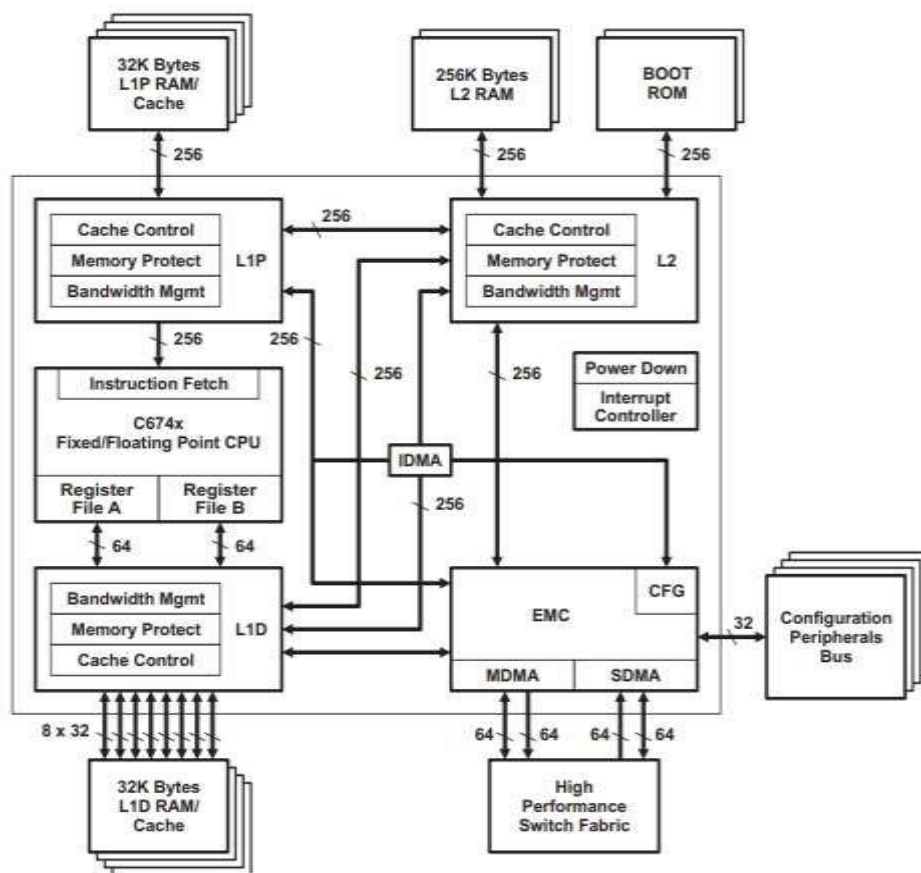 32K Bytes
L1P RAM/
Cache
256K Bytes
L2 RAM
BOOT
ROM
256
256
256
Cache Control
Memory Protect
Bandwidth Mgmt
L1P
256
Cache Control
Memory Protect
Bandwidth Mgmt
L2
256
256
256
256
Instruction Fetch
C674x
Fixed/Floating Point CPU
Register
File A
Register
File B
Power Down
Interrupt
Controller
IDMA
256
64
64
Bandwidth Mgmt
Memory Protect
Cache Control
L1D
EMC
CFG
MDMA
SDMA
32
Configuration
Peripherals
Bus
8 x 32
64
64
64
64
32K Bytes
L1D RAM/
Cache
High
Performance
Switch Fabric